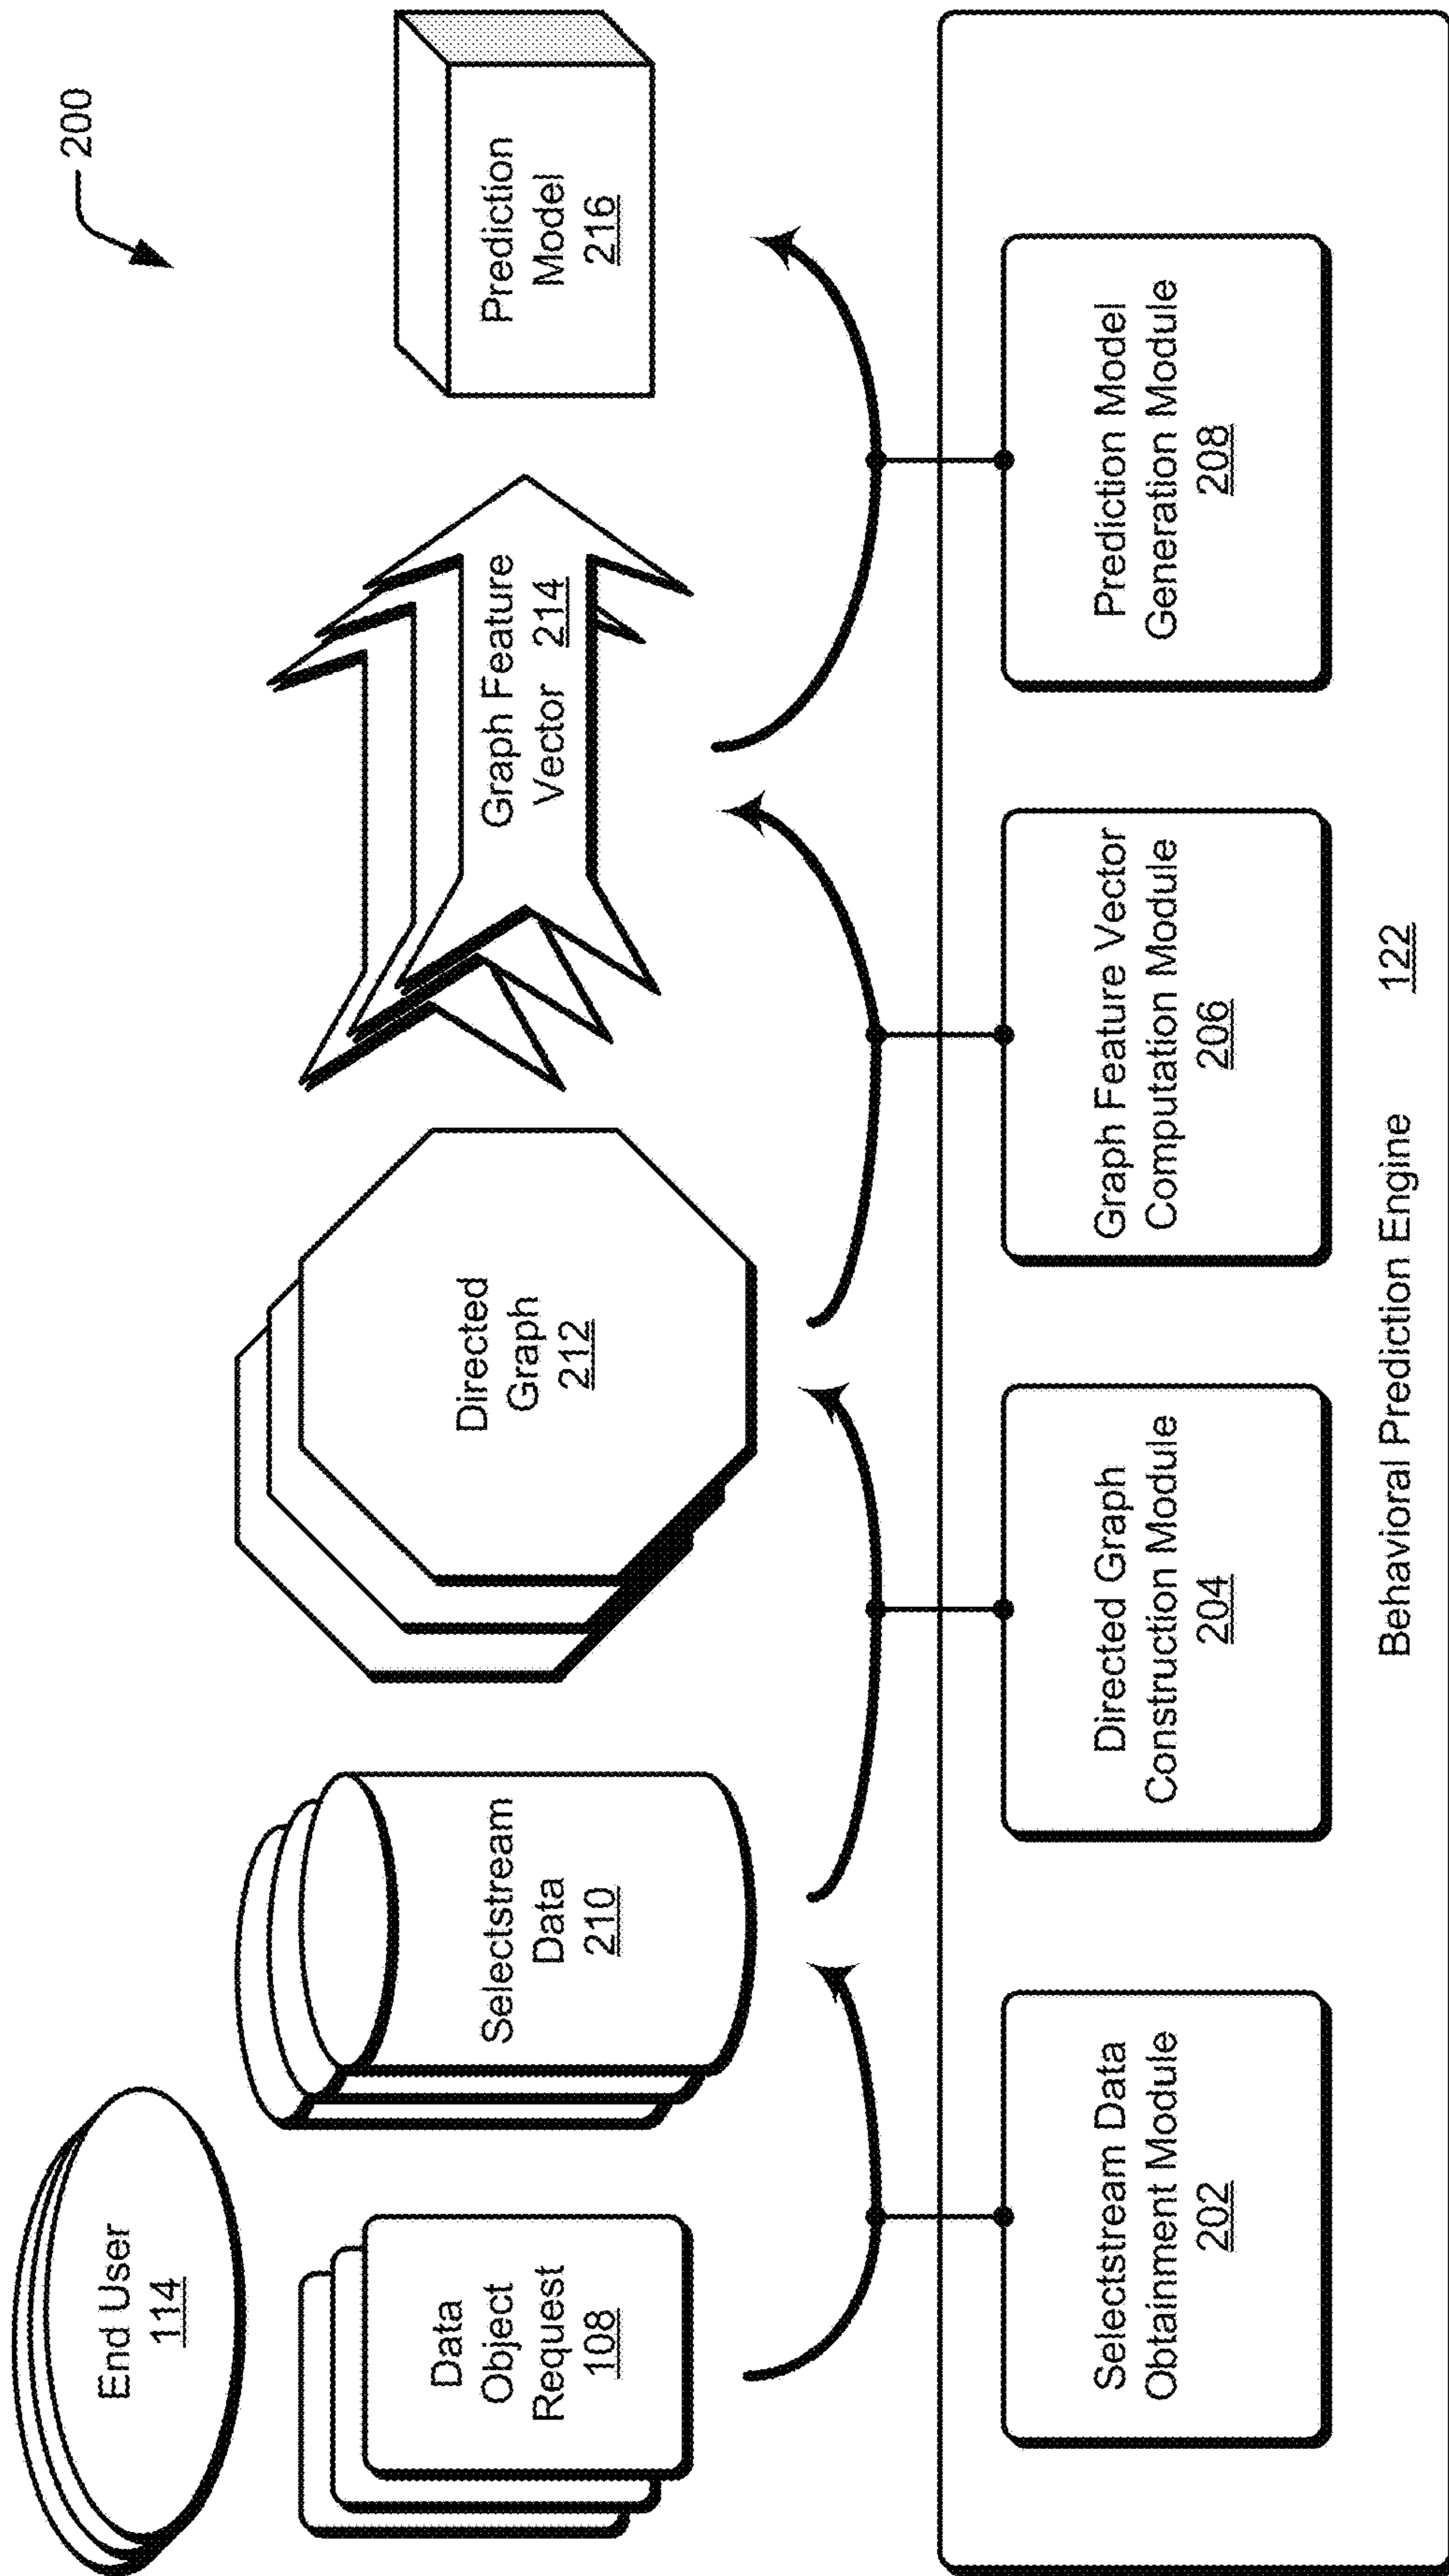 200
End User
114
Data
Object
Request
108
Selectstream
Data
210
Directed
Graph
212
Graph Feature
Vector 214
Prediction
Model
216
Selectstream Data
Obtainment Module
202
Directed Graph
Construction Module
204
Graph Feature Vector
Computation Module
206
Prediction Model
Generation Module
208
Behavioral Prediction Engine 122